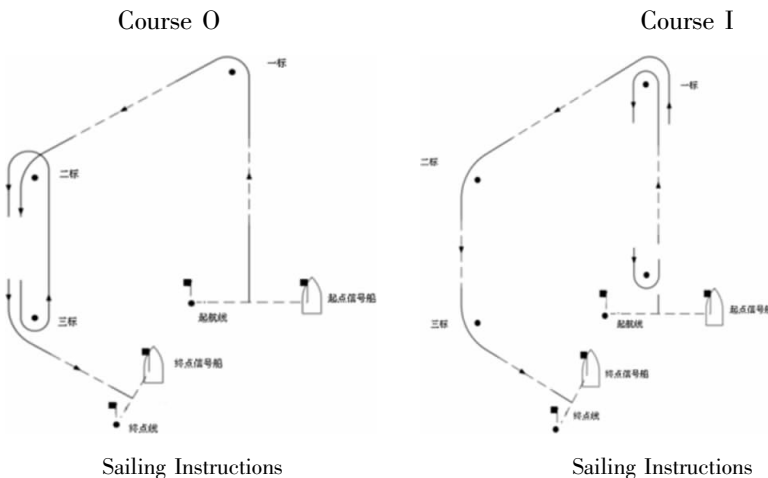 Course O
Course I
一标
二标
三标
起航线
起点信号船
终点信号船
终点线
一标
二标
三标
起航线
起点信号船
终点信号船
终点线
Sailing Instructions
Sailing Instructions